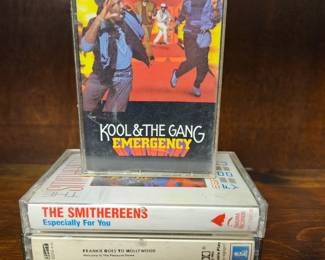 KOOL & THE GANG
EMERGENCY
THE SMITHEREENS
Especially For You
FRANKIE GOES TO HOLLYWOOD
Welcome to the Pleasure Dome